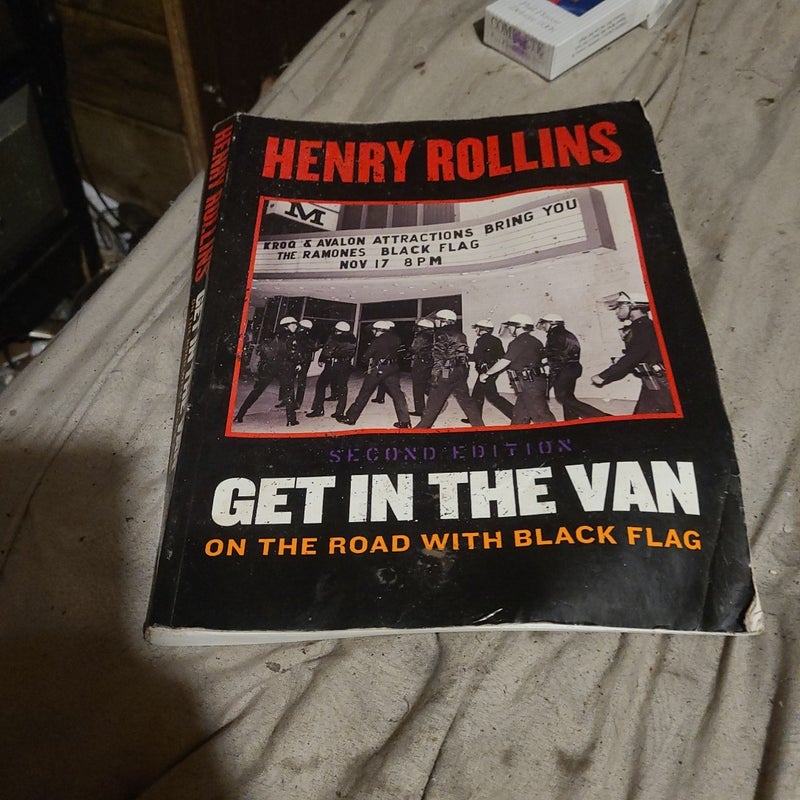 HENRY ROLLINS
M
KROQ & AVALON ATTRACTIONS BRING YOU
THE RAMONES BLACK FLAG
NOV 17 8PM
SECOND EDITION
GET IN THE VAN
ON THE ROAD WITH BLACK FLAG
HENRY ROLLINS